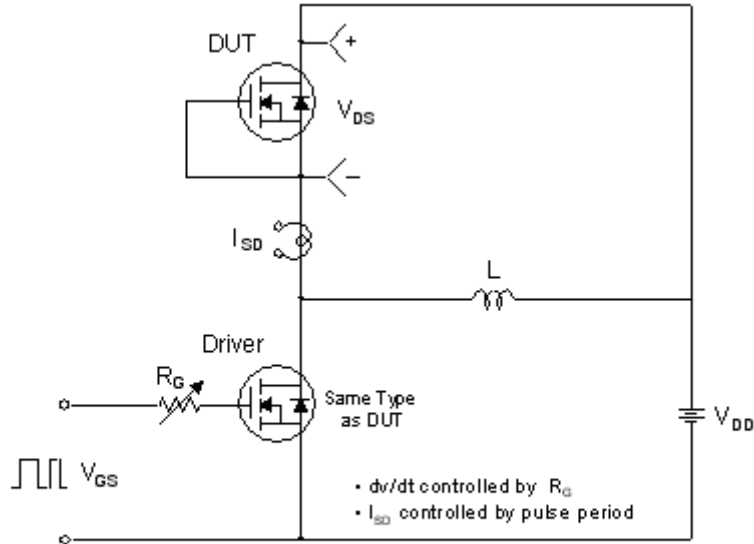 DUT
+
VDS
−
ISD
L
Driver
RG
Same Type
as DUT
VDD
VGS
• dv/dt controlled by RG
• ISD controlled by pulse period